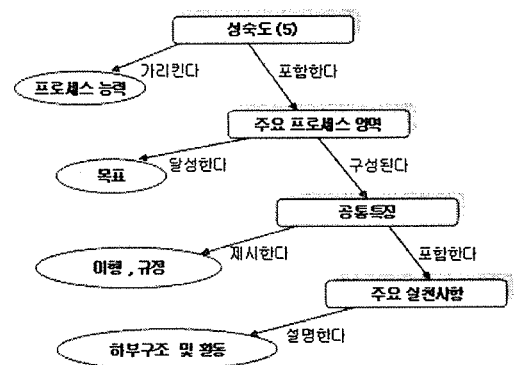 성숙도 (5)
가리킨다
포함한다
프로세스 능력
주요 프로세스 영역
달성한다
구성된다
목표
공통특징
제시한다
포함한다
이행 , 규정
주요 실천사항
설명한다
하부구조 및 활동